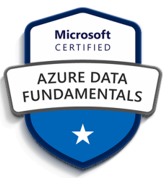 Microsoft
CERTIFIED
AZURE DATA
FUNDAMENTALS